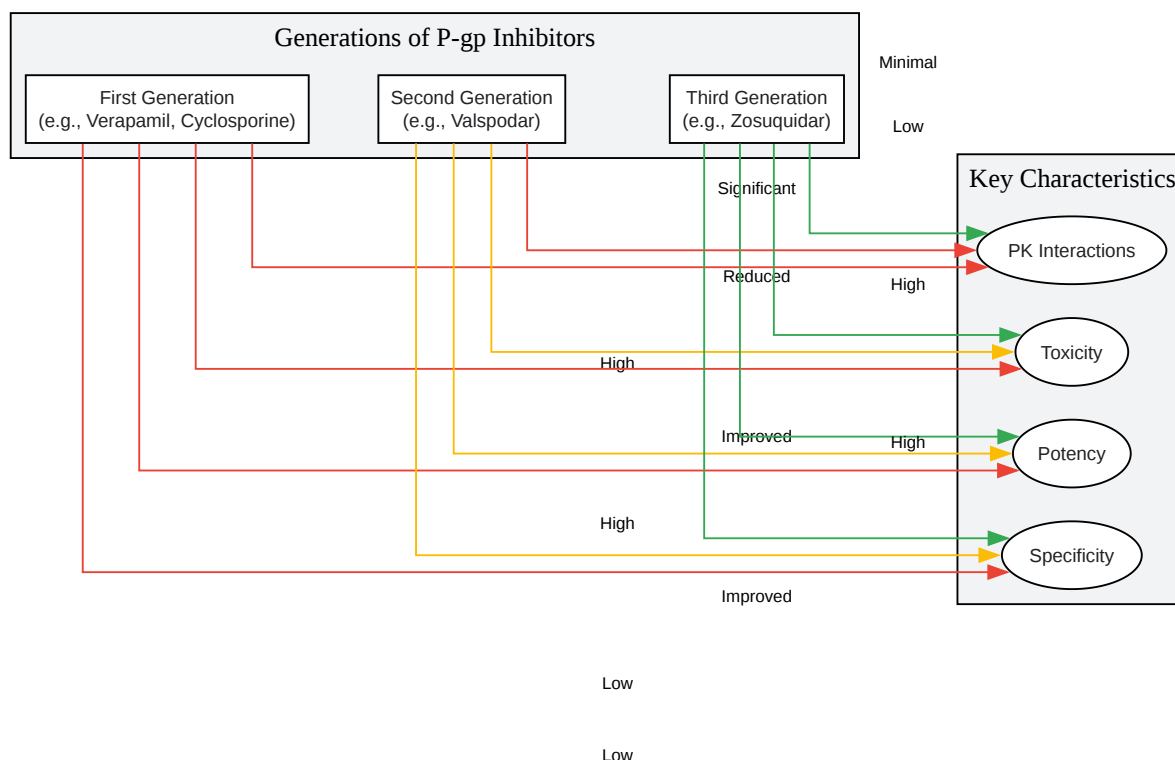 Generations of P-gp Inhibitors
First Generation
(e.g., Verapamil, Cyclosporine)
Second Generation
(e.g., Valspodar)
Third Generation
(e.g., Zosuquidar)
Minimal
Low
Significant
Reduced
High
High
Improved
High
High
Improved
Low
Low
Key Characteristics
PK Interactions
Toxicity
Potency
Specificity